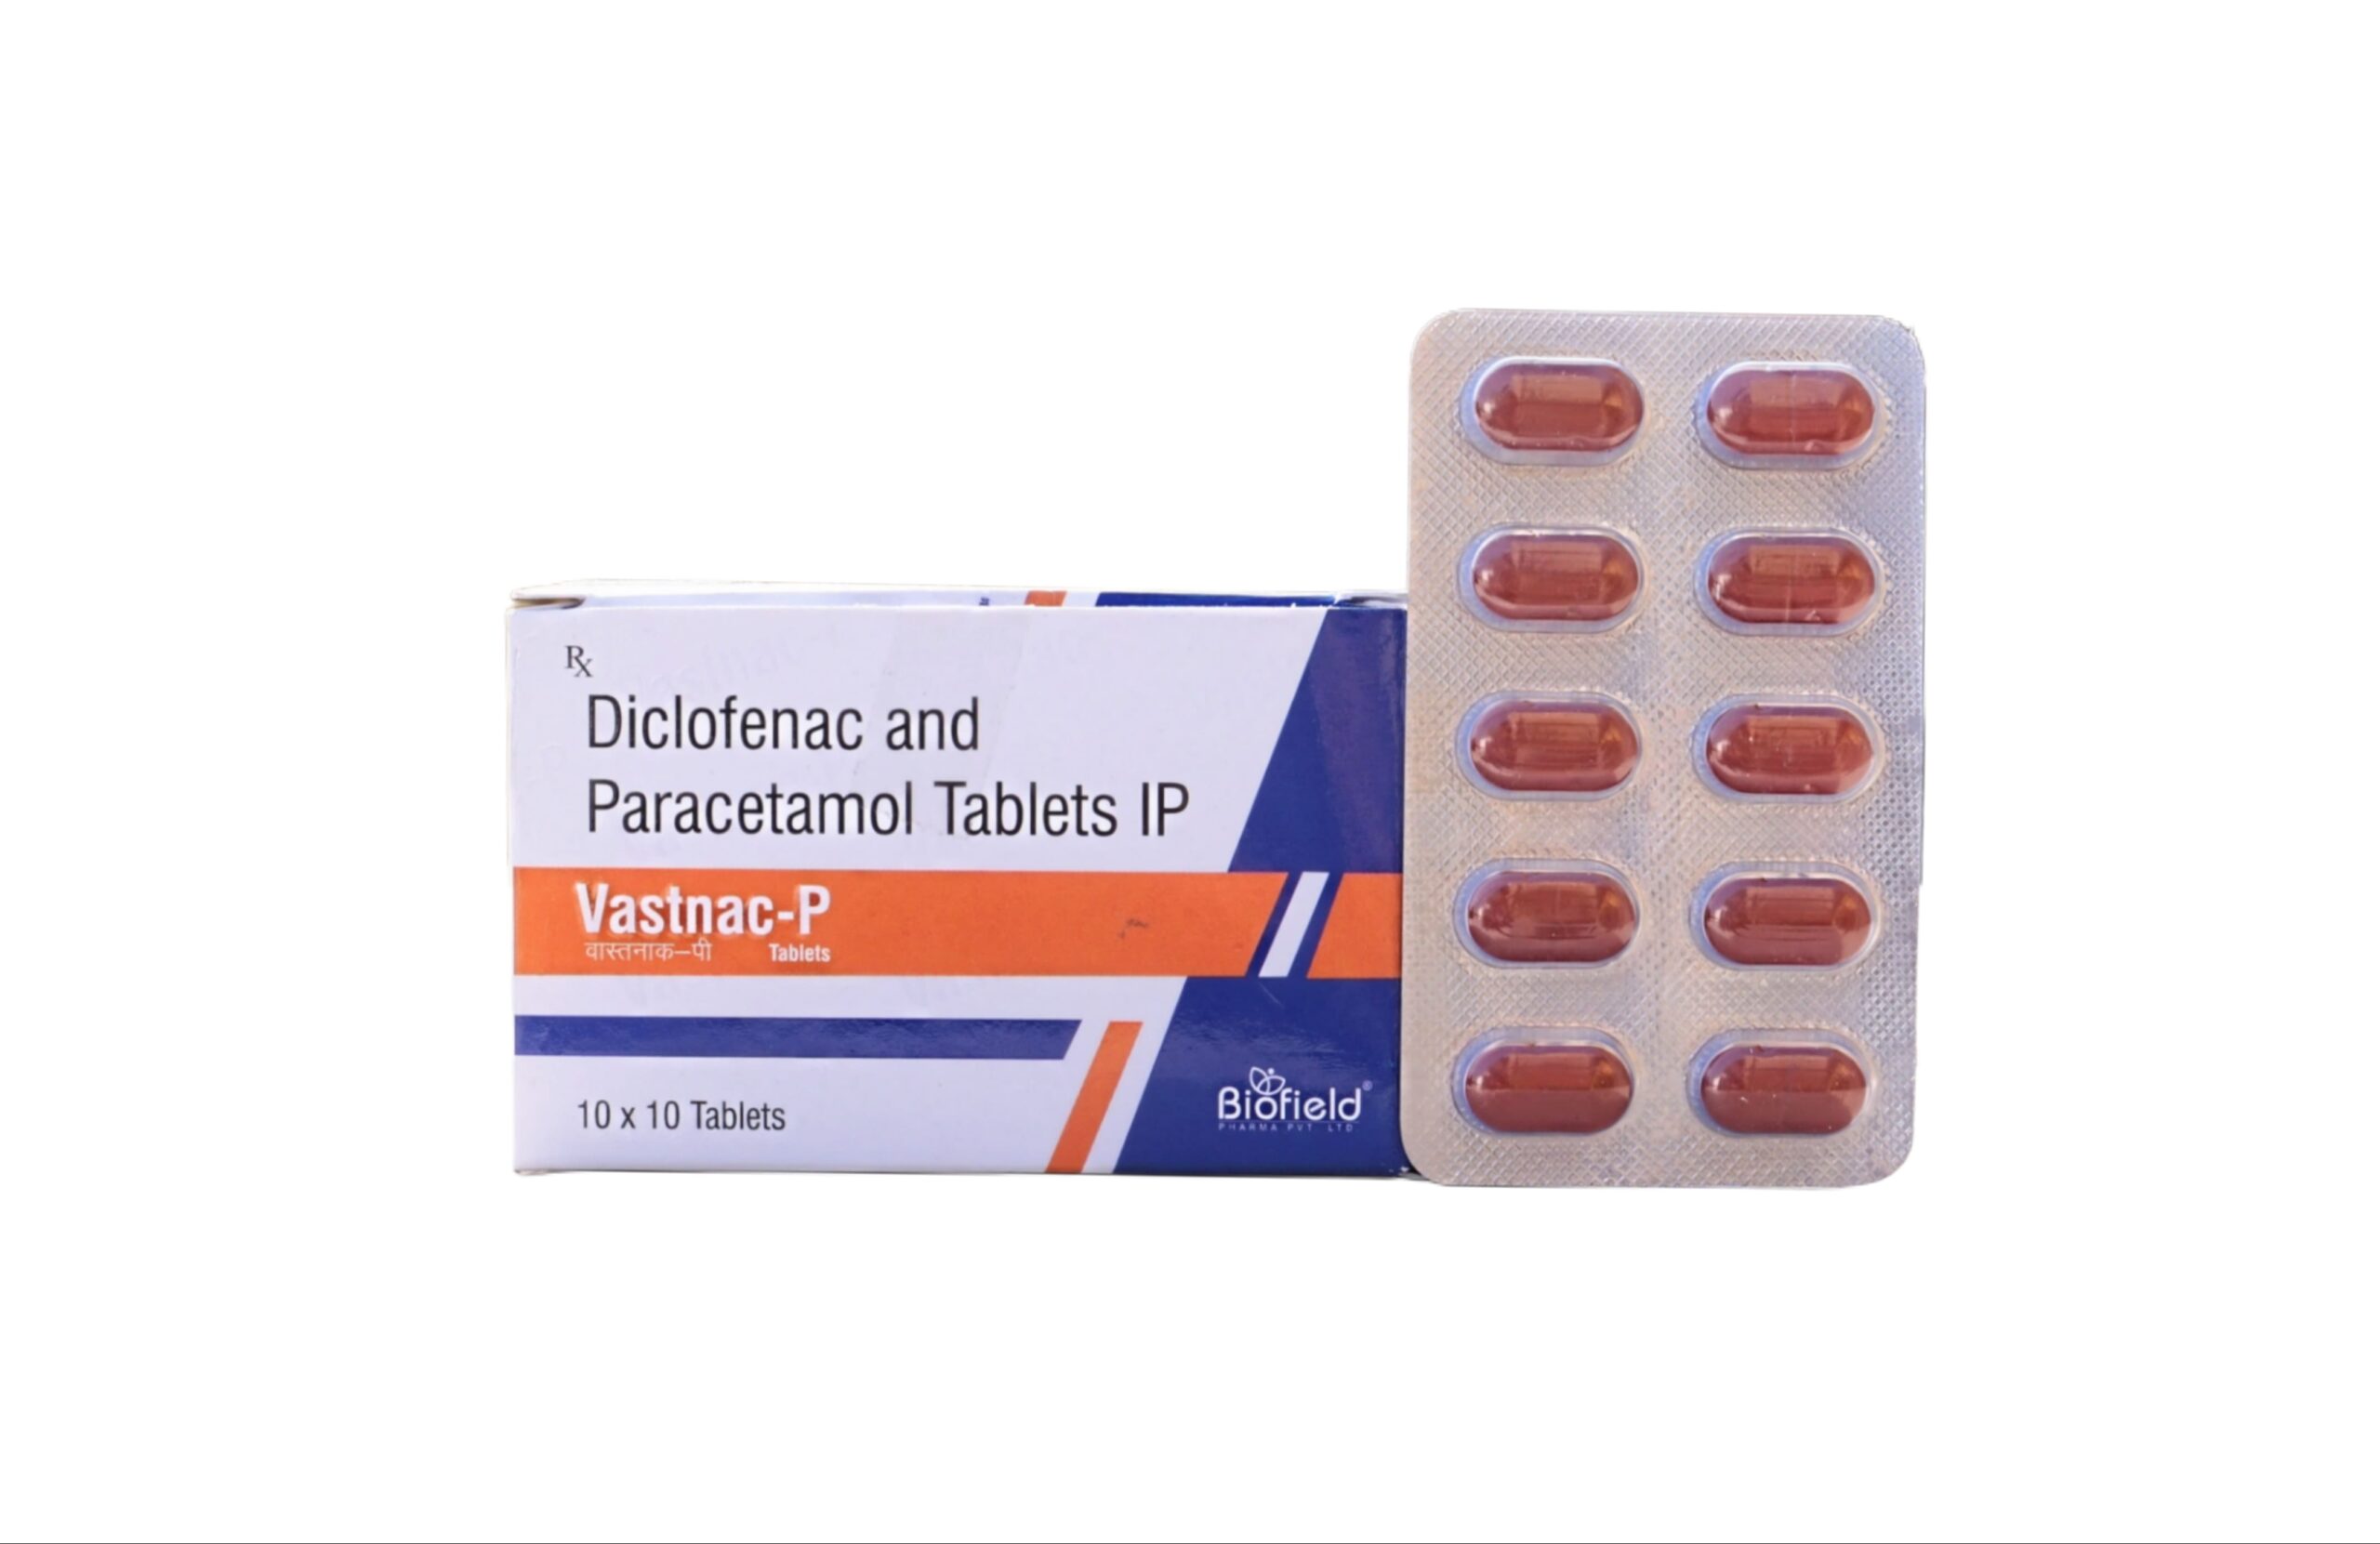 Rx
Diclofenac and
Paracetamol Tablets IP
Vastnac-P
वास्तनाक–पी Tablets
10 x 10 Tablets
Biofield®
PHARMA PVT. LTD.